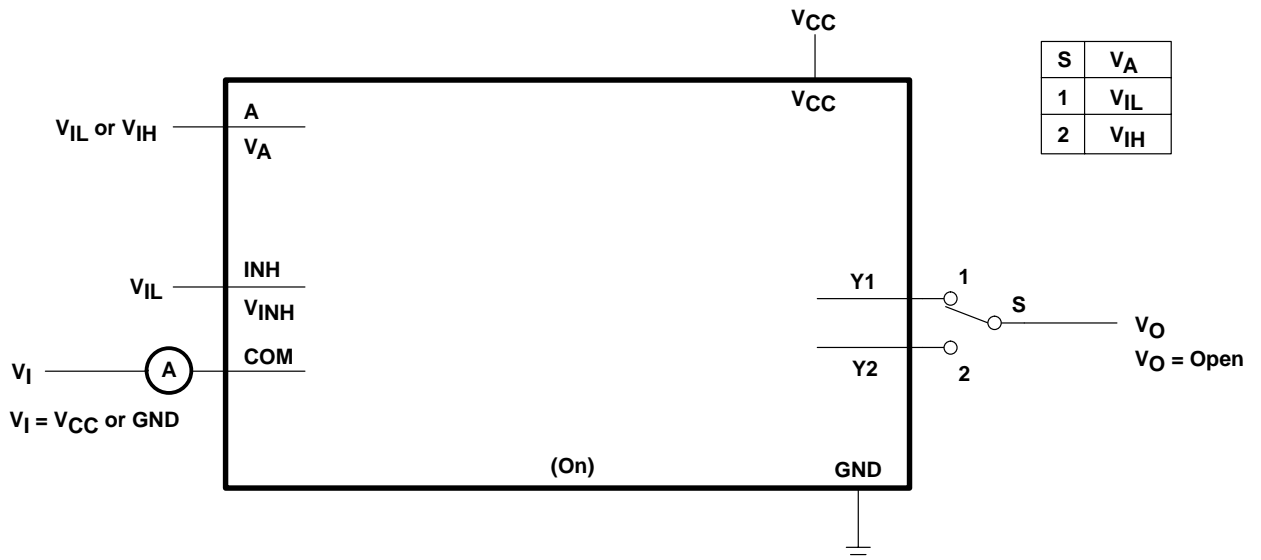 VCC
S VA
1 VIL
2 VIH
VCC
A
VIL or VIH
VA
INH
VIL
VINH
Y1
1
S
VO
VO = Open
COM
Y2
2
VI
A
VI = VCC or GND
(On)
GND